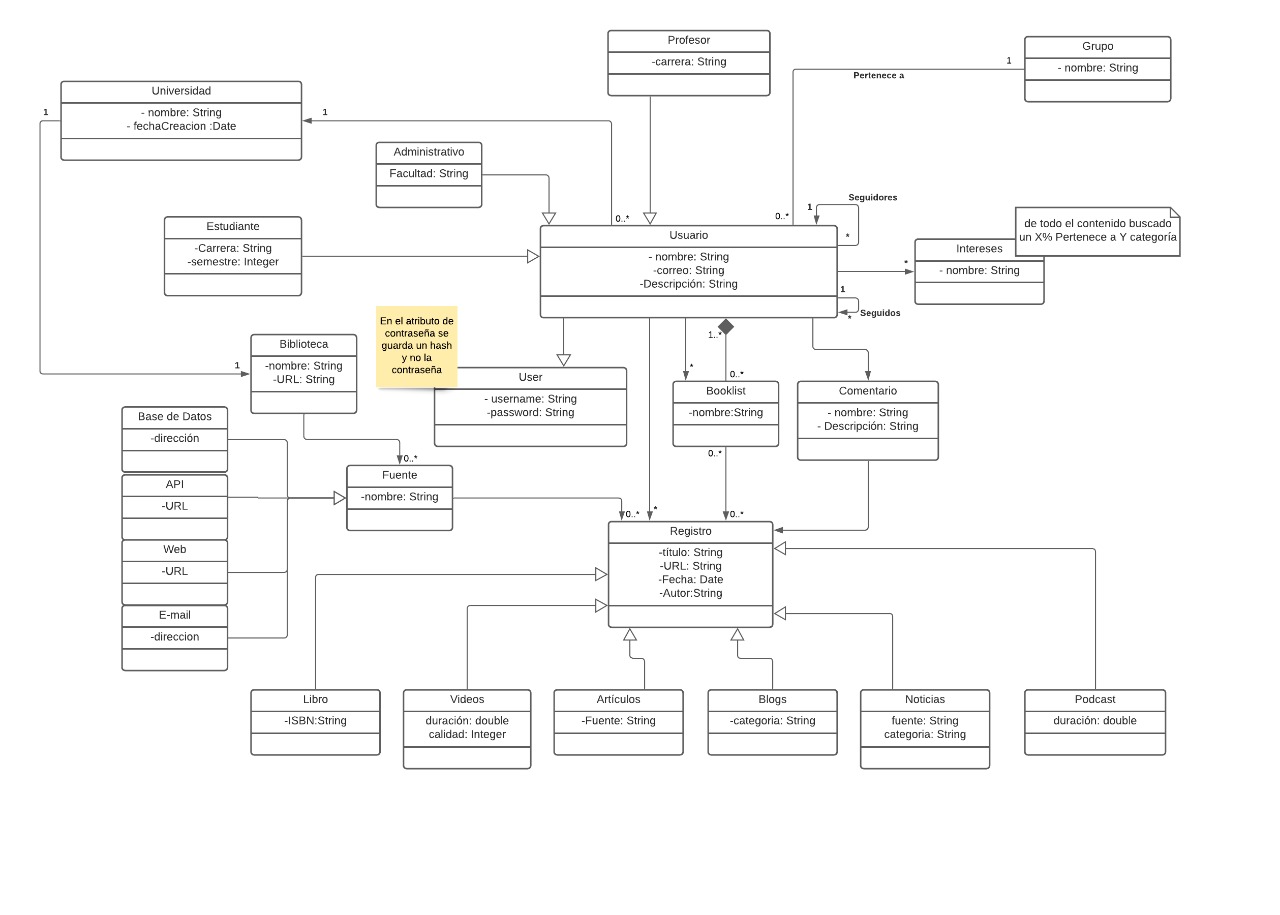 Profesor
-carrera: String
Grupo
- nombre: String
1
Pertenece a
Universidad
- nombre: String
- fechaCreacion :Date
1
1
Administrativo
Facultad: String
Estudiante
-Carrera: String
-semestre: Integer
0..*
0..*
Seguidores
1
*
Usuario
- nombre: String
-correo: String
-Descripción: String
de todo el contenido buscado
un X% Pertenece a Y categoría
Intereses
- nombre: String
*
1
Seguidos
*
En el atributo de
contraseña se
guarda un hash
y no la
contraseña
Biblioteca
-nombre: String
-URL: String
1
User
- username: String
-password: String
1..*
*
0..*
Booklist
-nombre:String
0..*
Comentario
- nombre: String
- Descripción: String
Base de Datos
-dirección
API
-URL
Web
-URL
E-mail
-direccion
0..*
Fuente
-nombre: String
0..*
*
0..*
Registro
-título: String
-URL: String
-Fecha: Date
-Autor:String
Libro
-ISBN:String
Videos
duración: double
calidad: Integer
Artículos
-Fuente: String
Blogs
-categoria: String
Noticias
fuente: String
categoria: String
Podcast
duración: double